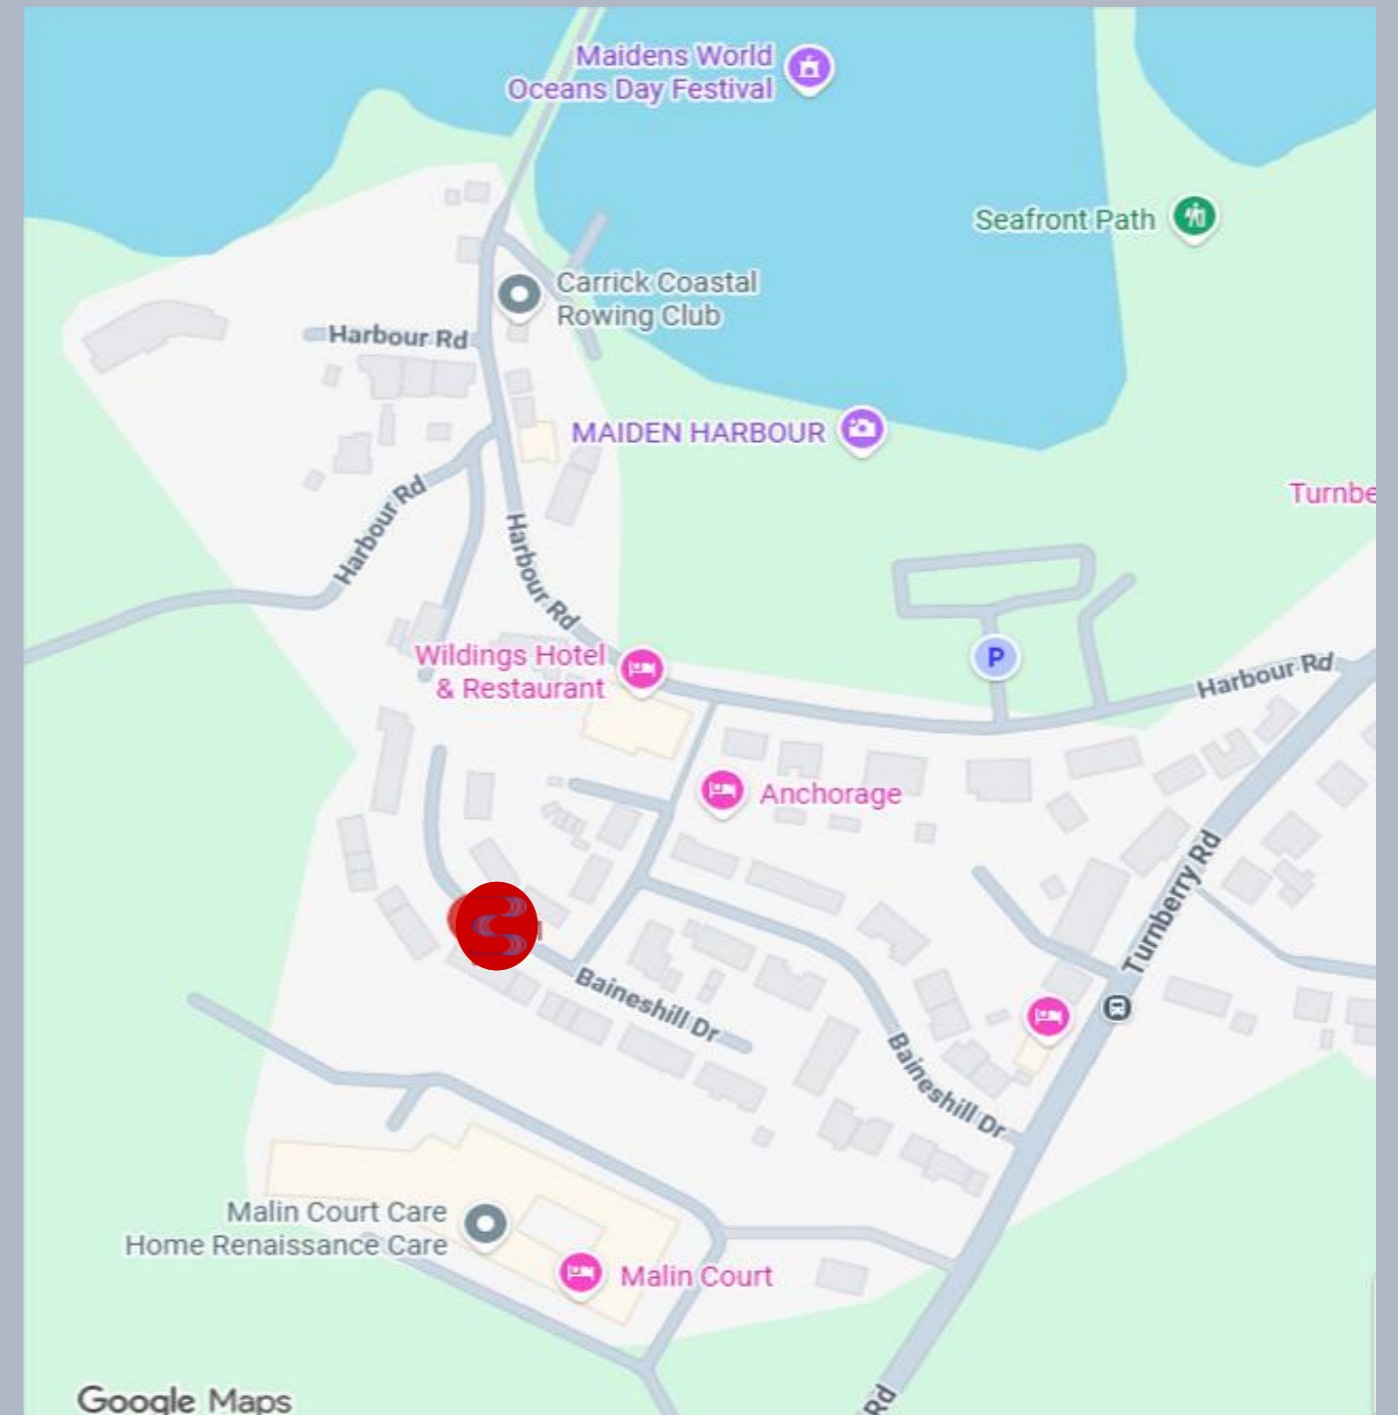 Maidens World
Oceans Day Festival
Seafront Path
Carrick Coastal
Rowing Club
Harbour Rd
MAIDEN HARBOUR
Turnbe
Harbour Rd
Harbour Rd
Wildings Hotel
& Restaurant
P
Harbour Rd
Anchorage
Turnberry Rd
Baineshill Dr
Baineshill Dr
Malin Court Care
Home Renaissance Care
Malin Court
Google Maps
Rd